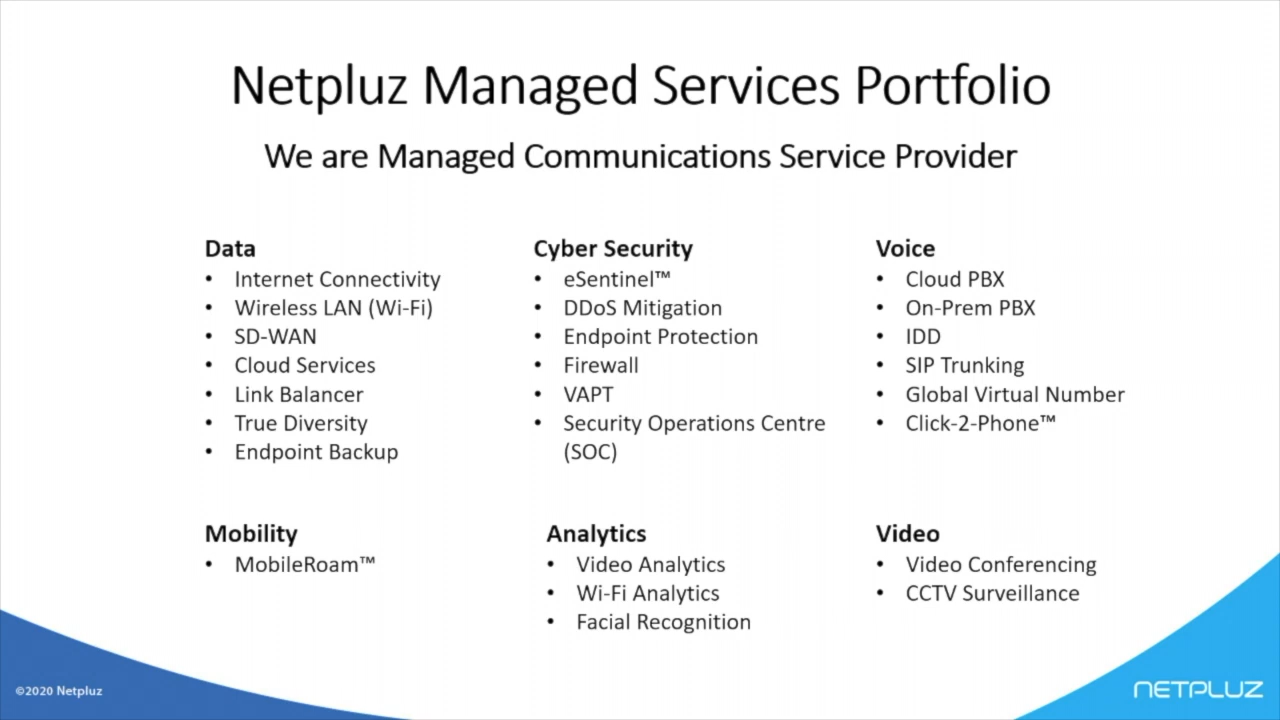 Netpluz Managed Services Portfolio
We are Managed Communications Service Provider
Data
• Internet Connectivity
• Wireless LAN (Wi-Fi)
• SD-WAN
• Cloud Services
• Link Balancer
• True Diversity
• Endpoint Backup
Cyber Security
• eSentinel™
• DDoS Mitigation
• Endpoint Protection
• Firewall
• VAPT
• Security Operations Centre
(SOC)
Voice
• Cloud PBX
• On-Prem PBX
• IDD
• SIP Trunking
• Global Virtual Number
• Click-2-Phone™
Mobility
• MobileRoam™
Analytics
• Video Analytics
• Wi-Fi Analytics
• Facial Recognition
Video
• Video Conferencing
• CCTV Surveillance
©2020 Netpluz
NETPLUZ